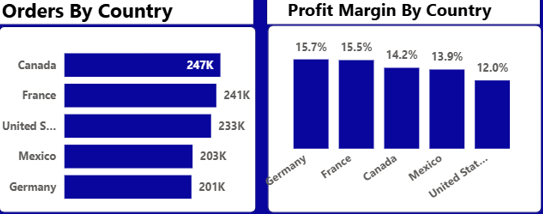 Orders By Country
Canada 247K
France 241K
United S... 233K
Mexico 203K
Germany 201K
Profit Margin By Country
15.7% 15.5% 14.2% 13.9% 12.0%
Germany France Canada Mexico United Stat...